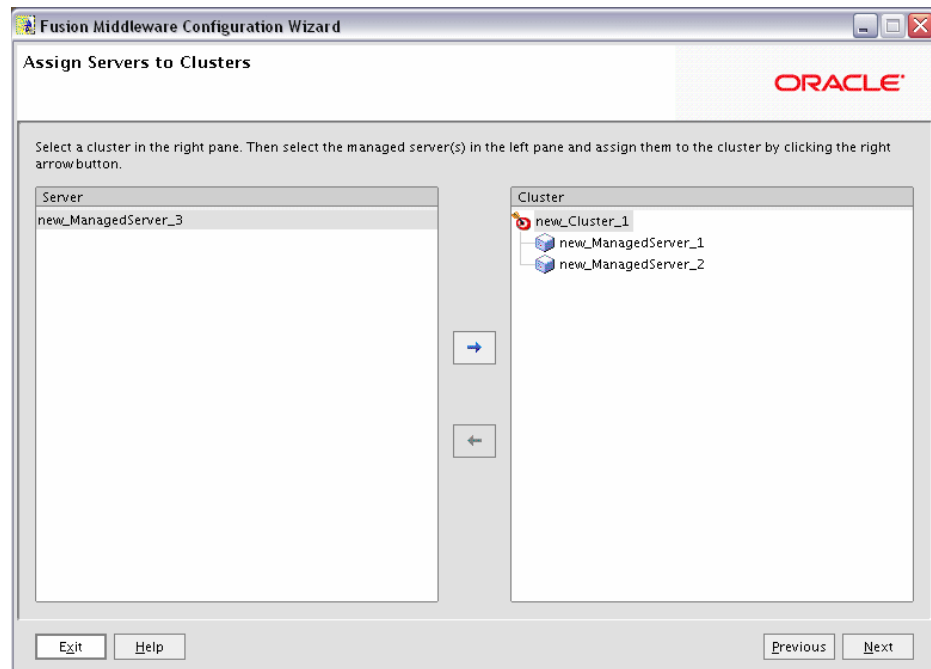 Fusion Middleware Configuration Wizard
Assign Servers to Clusters
ORACLE
Select a cluster in the right pane. Then select the managed server(s) in the left pane and assign them to the cluster by clicking the right
arrow button.
Server
new_ManagedServer_3
Cluster
new_Cluster_1
new_ManagedServer_1
new_ManagedServer_2
Exit
Help
Previous
Next